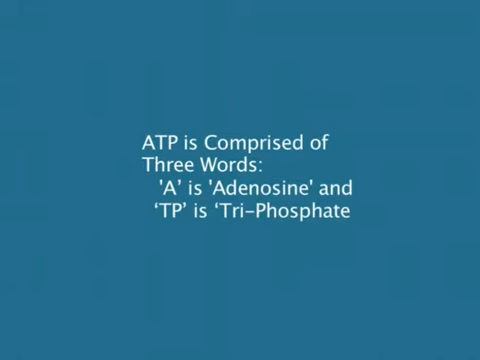 ATP is Comprised of
Three Words:
'A’ is 'Adenosine' and
‘TP’ is ‘Tri-Phosphate